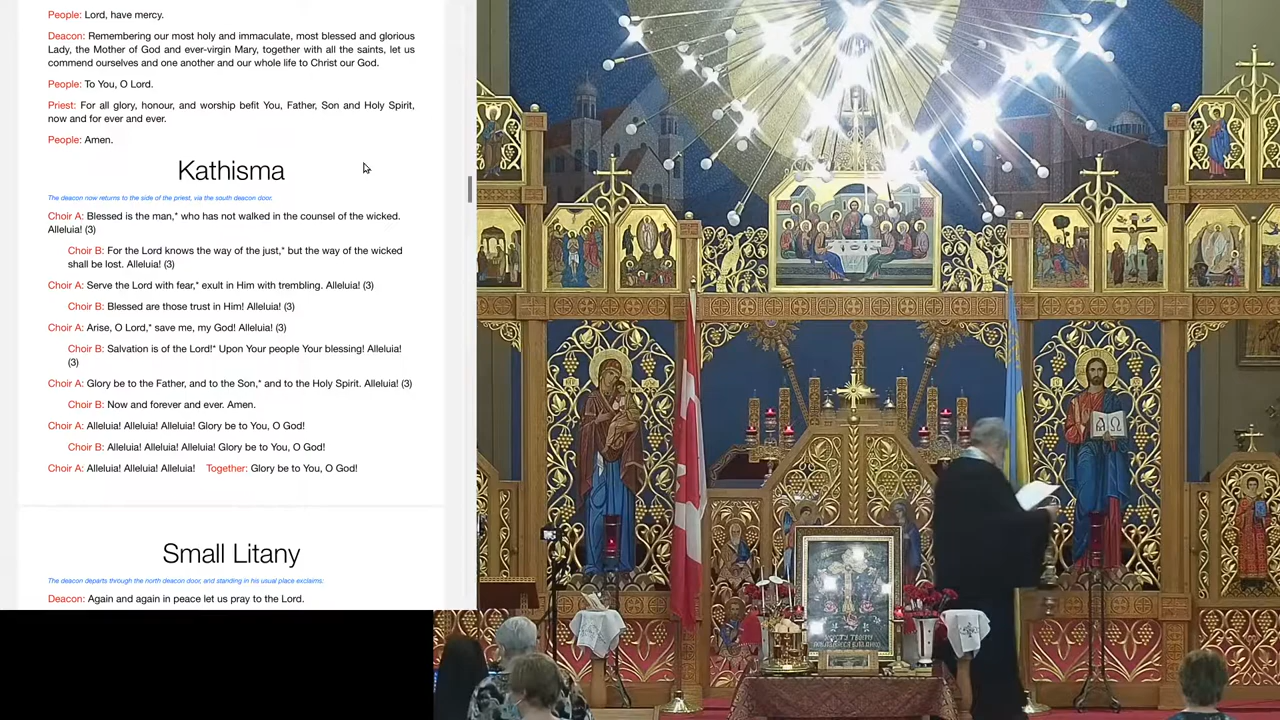 People: Lord, have mercy.
Deacon: Remembering our most holy and immaculate, most blessed and glorious
Lady, the Mother of God and ever-virgin Mary, together with all the saints, let us
commend ourselves and one another and our whole life to Christ our God.
People: To You, O Lord.
Priest: For all glory, honour, and worship befit You, Father, Son and Holy Spirit,
now and for ever and ever.
People: Amen.
Kathisma
The deacon now returns to the side of the priest, via the south deacon door.
Choir A: Blessed is the man,* who has not walked in the counsel of the wicked.
Alleluia! (3)
Choir B: For the Lord knows the way of the just,* but the way of the wicked
shall be lost. Alleluia! (3)
Choir A: Serve the Lord with fear,* exult in Him with trembling. Alleluia! (3)
Choir B: Blessed are those trust in Him! Alleluia! (3)
Choir A: Arise, O Lord,* save me, my God! Alleluia! (3)
Choir B: Salvation is of the Lord!* Upon Your people Your blessing! Alleluia!
(3)
Choir A: Glory be to the Father, and to the Son,* and to the Holy Spirit. Alleluia! (3)
Choir B: Now and forever and ever. Amen.
Choir A: Alleluia! Alleluia! Alleluia! Glory be to You, O God!
Choir B: Alleluia! Alleluia! Alleluia! Glory be to You, O God!
Choir A: Alleluia! Alleluia! Alleluia! Together: Glory be to You, O God!
Small Litany
The deacon departs through the north deacon door, and standing in his usual place exclaims:
Deacon: Again and again in peace let us pray to the Lord.
Α Ω